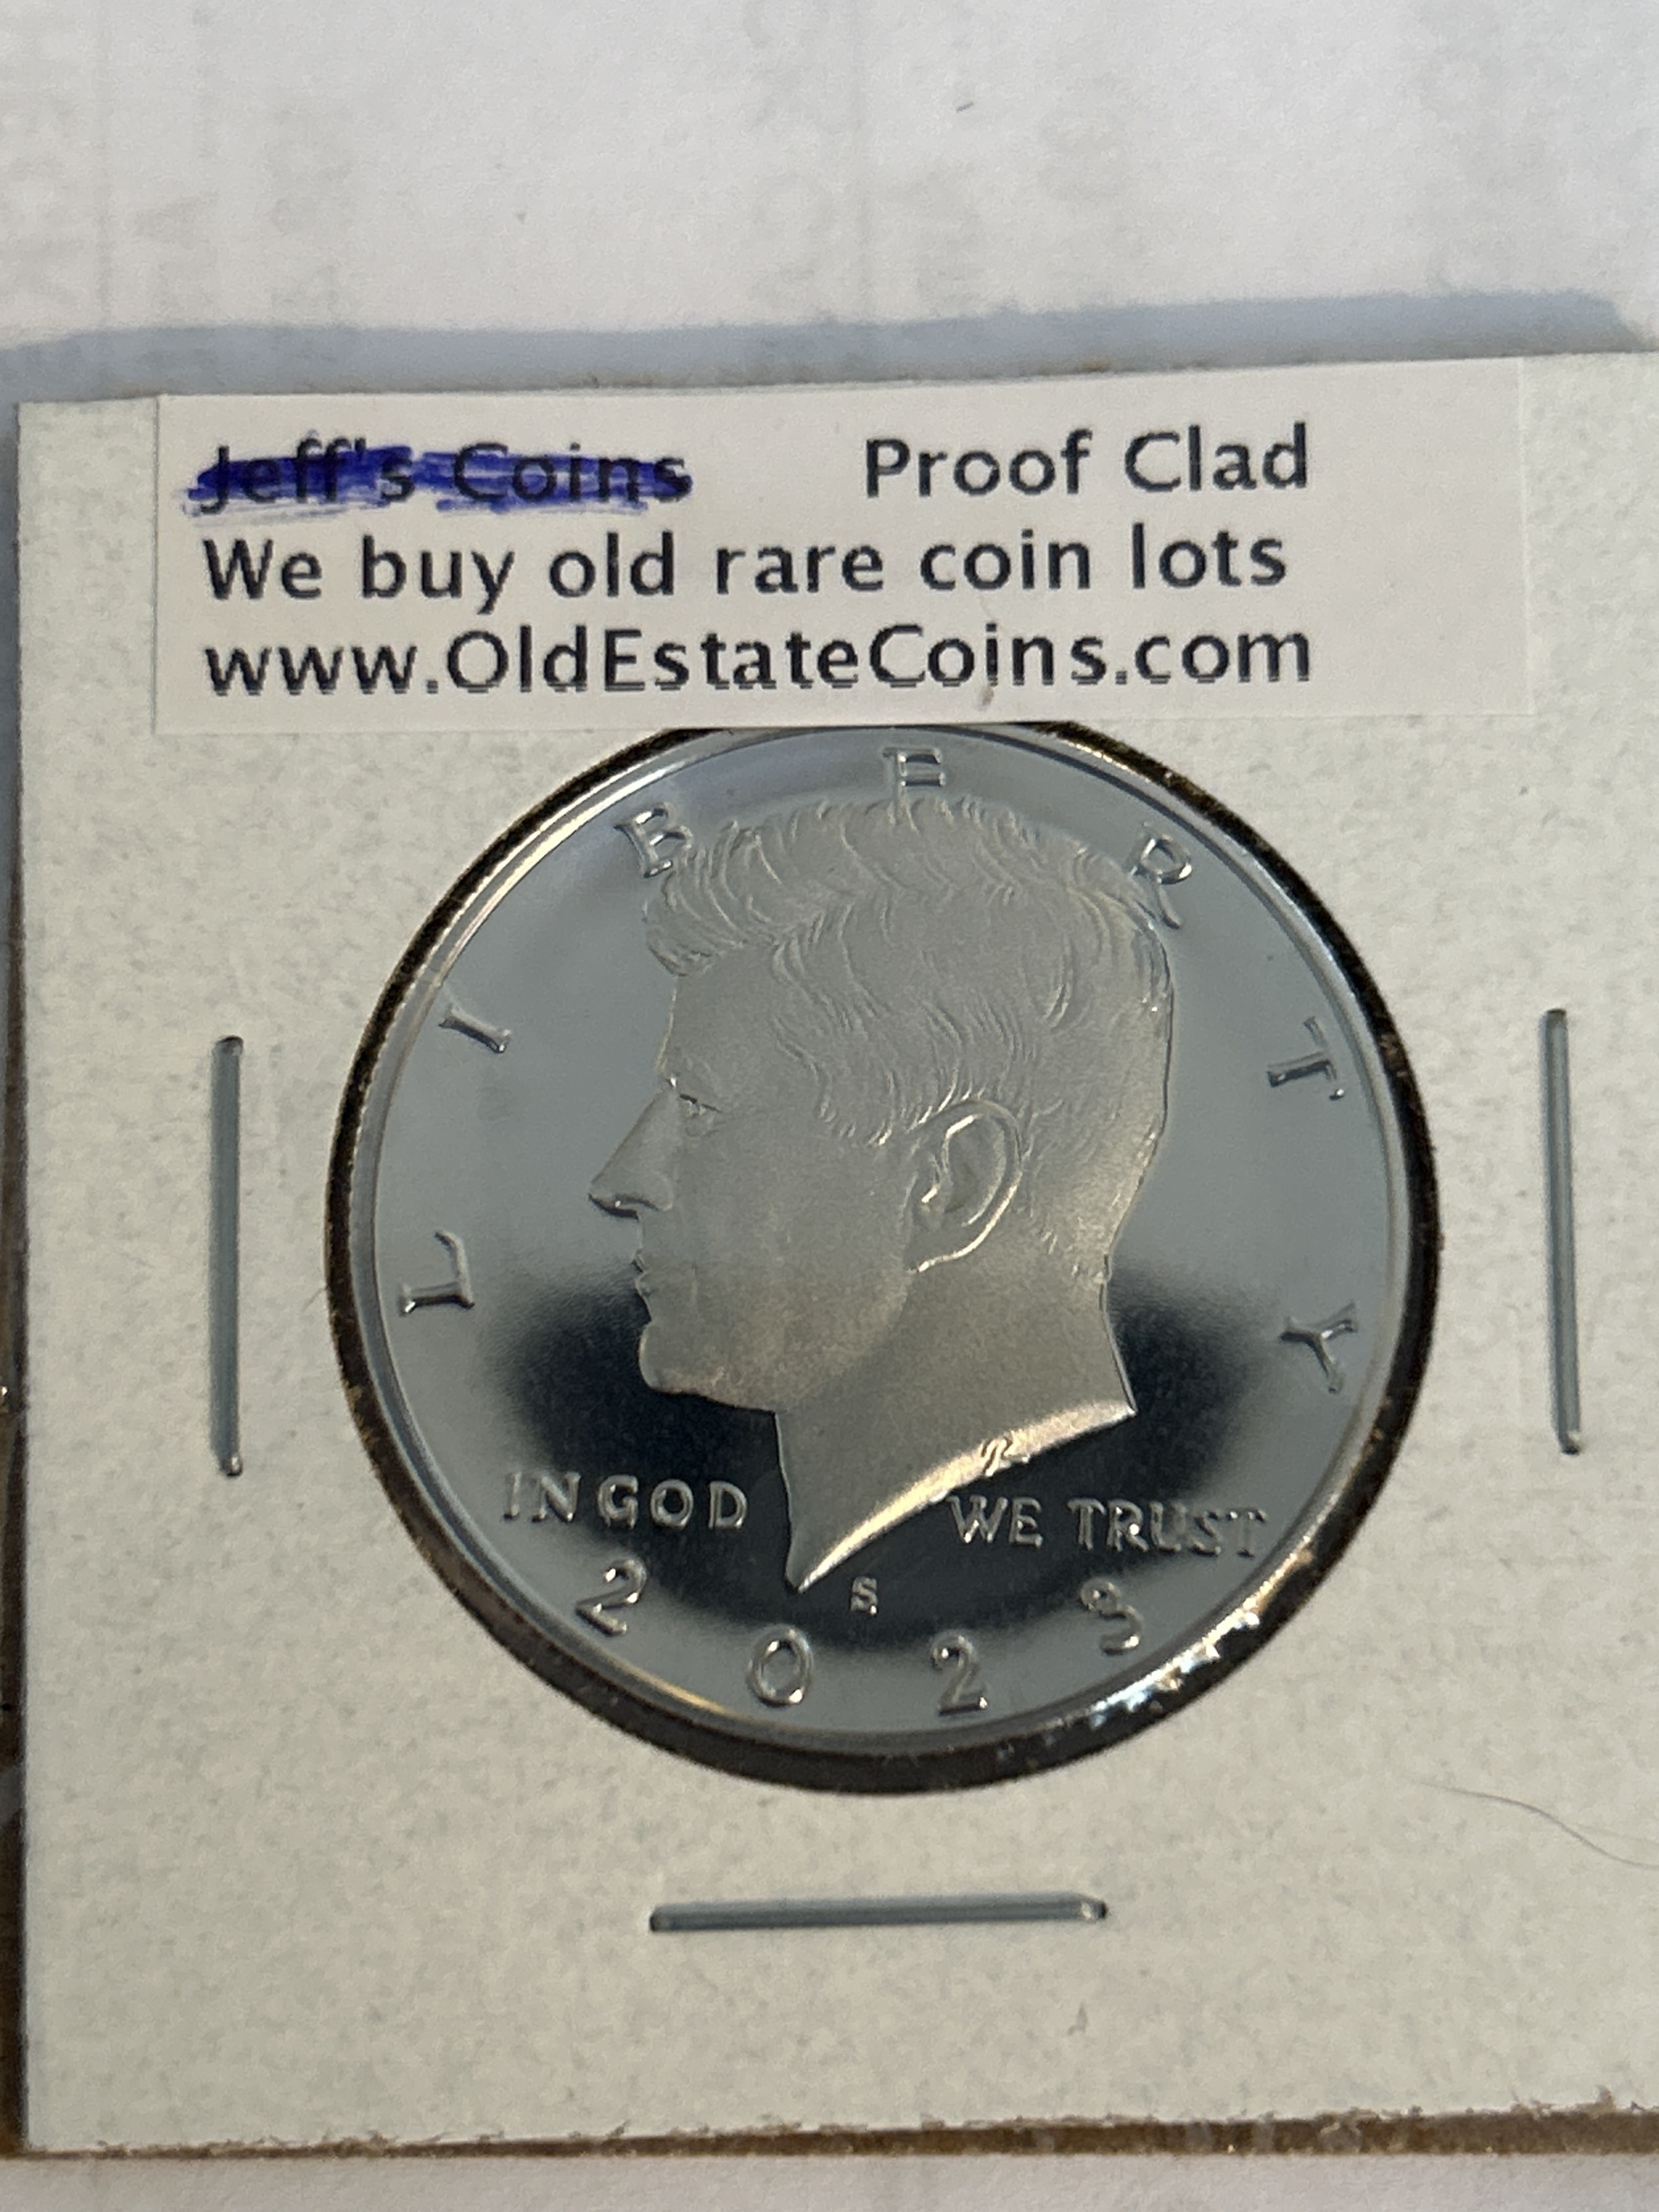 Jeff's Coins Proof Clad
We buy old rare coin lots
www.OldEstateCoins.com
LIBERTY
IN GOD WE TRUST
S
2023